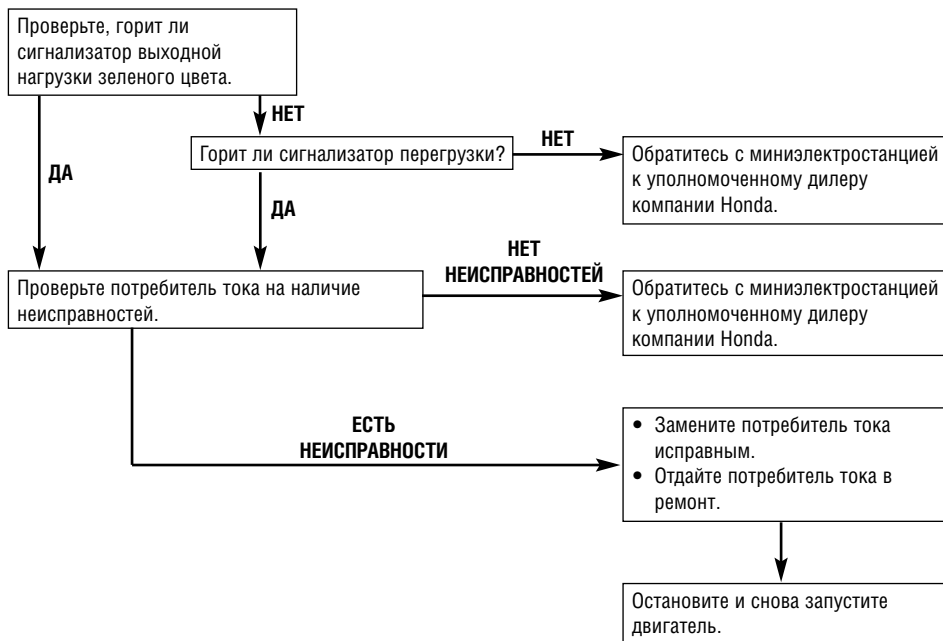 Проверьте, горит ли
сигнализатор выходной
нагрузки зеленого цвета.
НЕТ
ДА
Горит ли сигнализатор перегрузки?
НЕТ
Обратитесь с миниэлектростанцией
к уполномоченному дилеру
компании Honda.
ДА
Проверьте потребитель тока на наличие
неисправностей.
НЕТ
НЕИСПРАВНОСТЕЙ
Обратитесь с миниэлектростанцией
к уполномоченному дилеру
компании Honda.
ЕСТЬ
НЕИСПРАВНОСТИ
• Замените потребитель тока
исправным.
• Отдайте потребитель тока в
ремонт.
Остановите и снова запустите
двигатель.